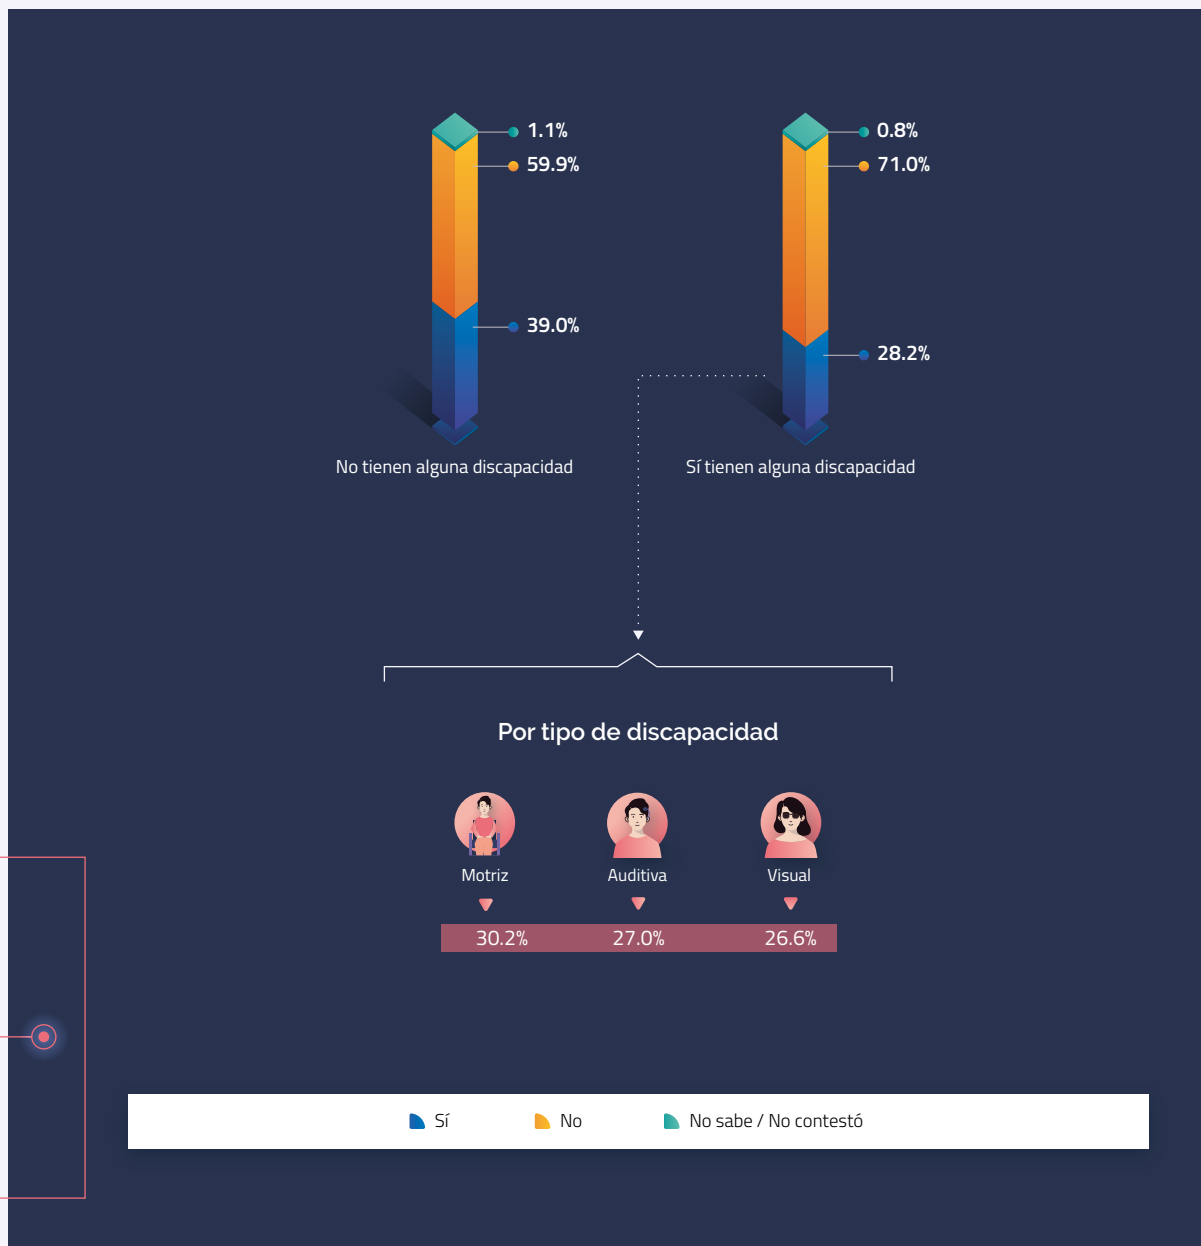 1.1%
59.9%
39.0%
No tienen alguna discapacidad
0.8%
71.0%
28.2%
Sí tienen alguna discapacidad
Por tipo de discapacidad
Motriz
Auditiva
Visual
30.2%
27.0%
26.6%
Sí
No
No sabe / No contestó